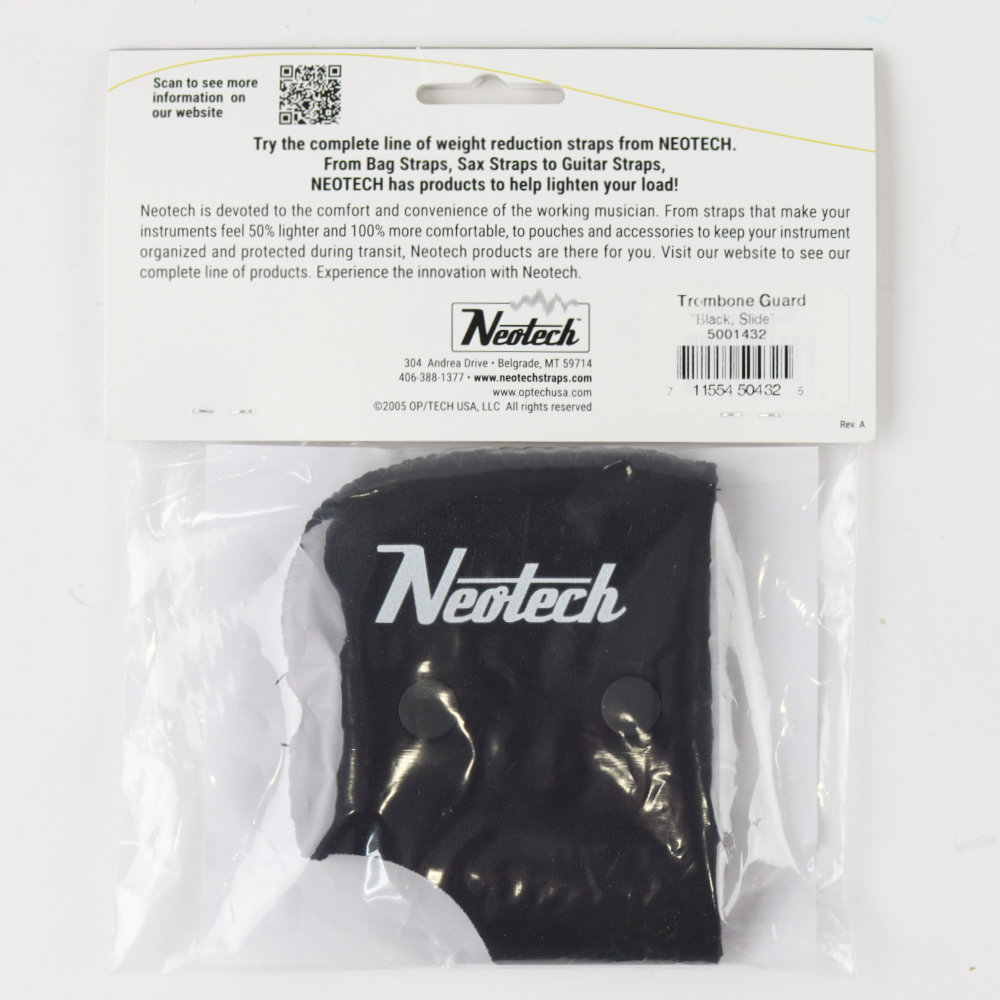 Scan to see more
information on
our website
Try the complete line of weight reduction straps from NEOTECH.
From Bag Straps, Sax Straps to Guitar Straps,
NEOTECH has products to help lighten your load!
Neotech is devoted to the comfort and convenience of the working musician. From straps that make your
instruments feel 50% lighter and 100% more comfortable, to pouches and accessories to keep your instrument
organized and protected during transit, Neotech products are there for you. Visit our website to see our
complete line of products. Experience the innovation with Neotech.
Neotech™
304 Andrea Drive • Belgrade, MT 59714
406-388-1377 • www.neotechstraps.com
www.optechusa.com
©2005 OP/TECH USA, LLC All rights reserved
Trombone Guard
"Black, Slide"
5001432
7 11554 50432 5
Rev. A
Neotech